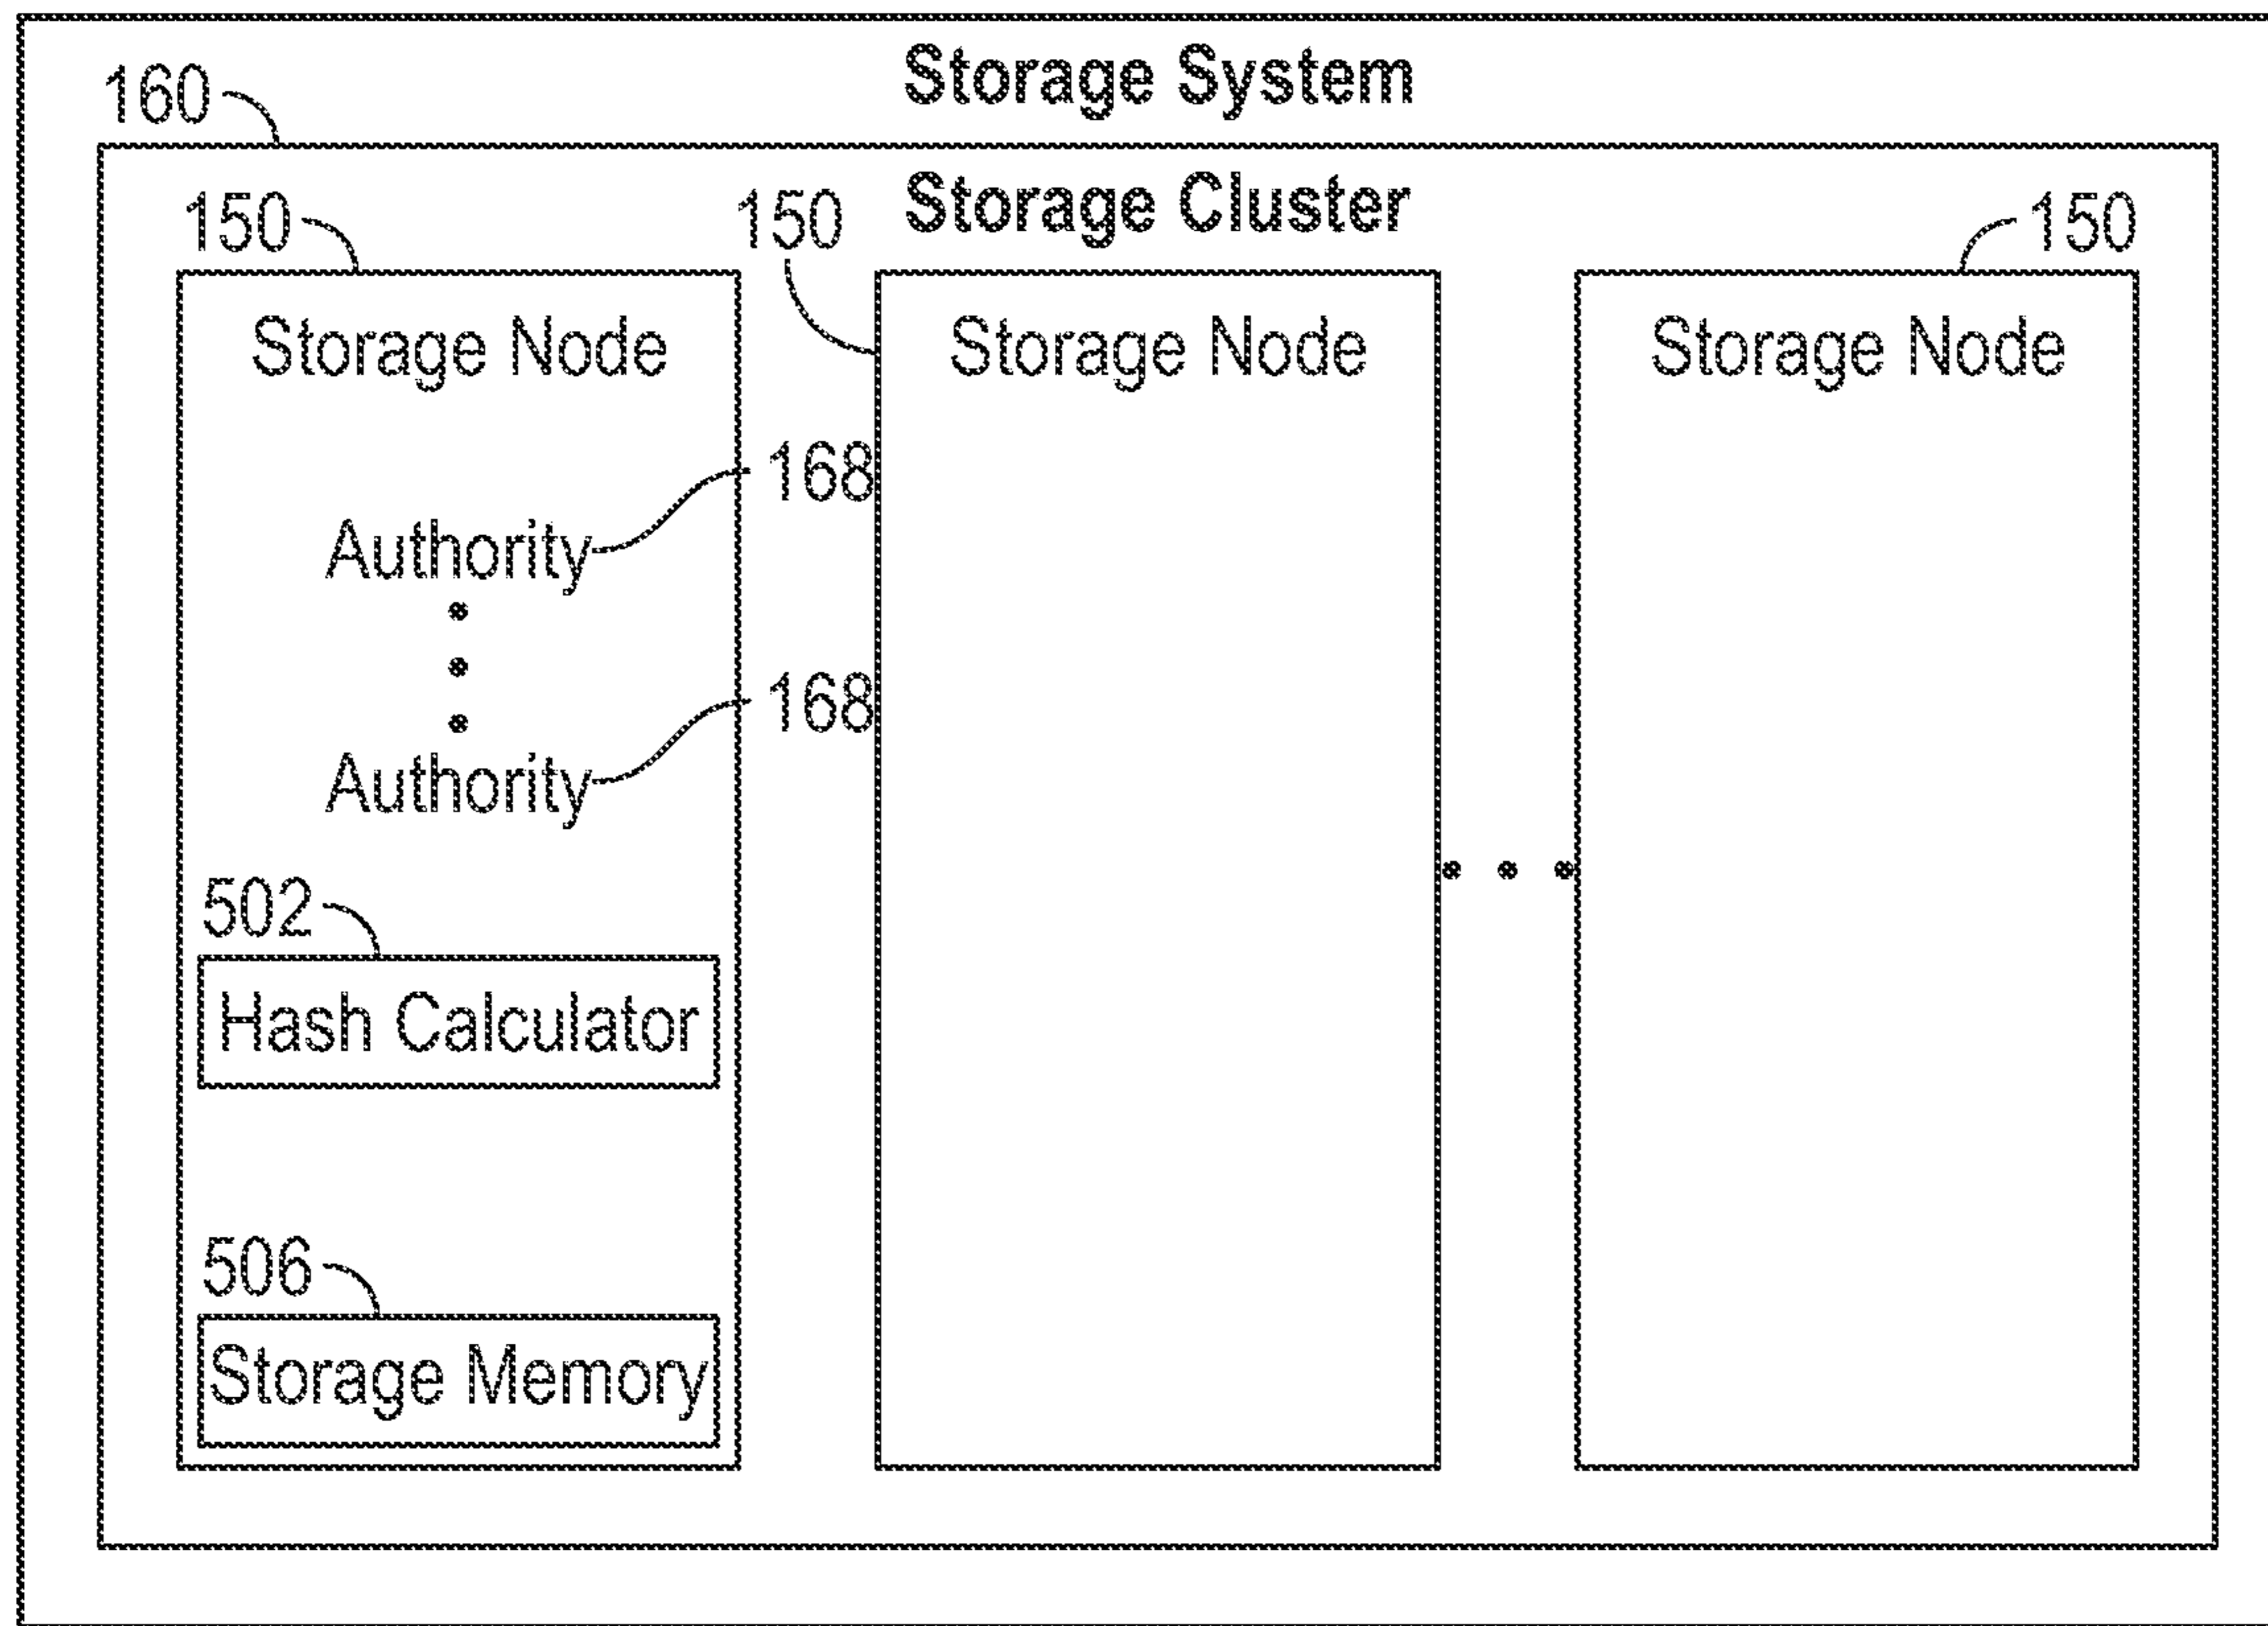 Storage System
160
Storage Cluster
150
150
150
Storage Node
Storage Node
Storage Node
168
Authority
168
Authority
502
Hash Calculator
506
Storage Memory